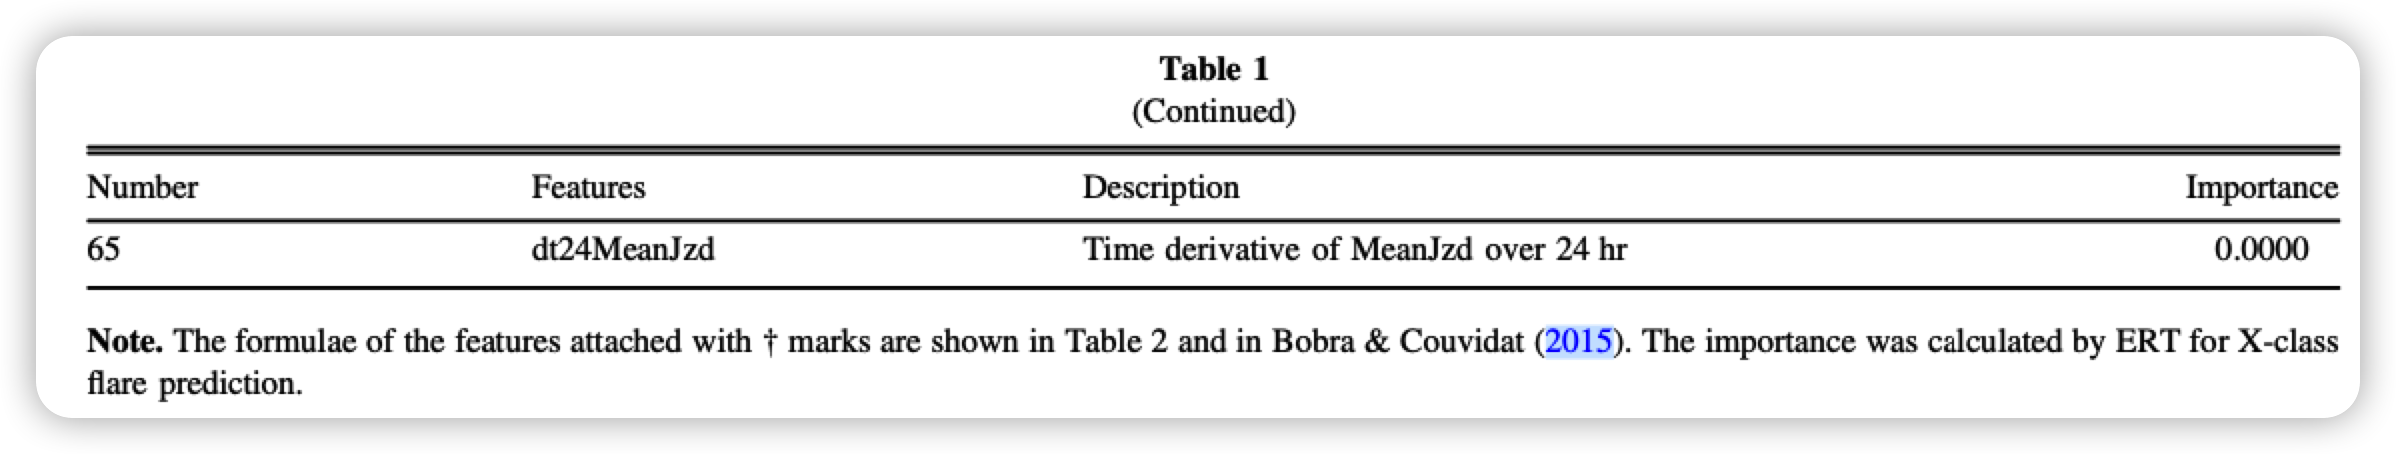 Table 1
(Continued)
Number Features Description Importance
65 dt24MeanJzd Time derivative of MeanJzd over 24 hr 0.0000
Note. The formulae of the features attached with † marks are shown in Table 2 and in Bobra & Couvidat (2015). The importance was calculated by ERT for X-class
flare prediction.